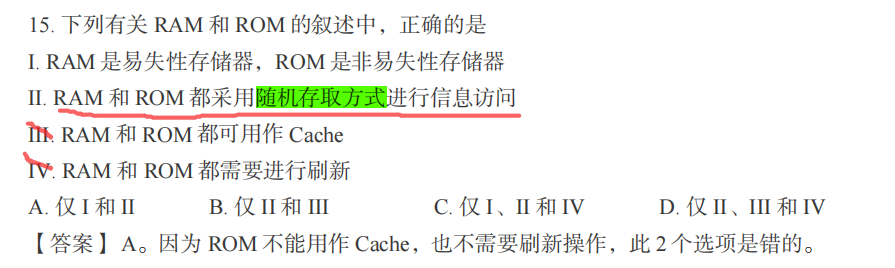 15. 下列有关 RAM 和 ROM 的叙述中，正确的是
I. RAM 是易失性存储器，ROM 是非易失性存储器
II. RAM 和 ROM 都采用随机存取方式进行信息访问
III. RAM 和 ROM 都可用作 Cache
IV. RAM 和 ROM 都需要进行刷新
A. 仅 I 和 II B. 仅 II 和 III C. 仅 I、II 和 IV D. 仅 II、III 和 IV
【答案】A。因为 ROM 不能用作 Cache，也不需要刷新操作，此 2 个选项是错的。